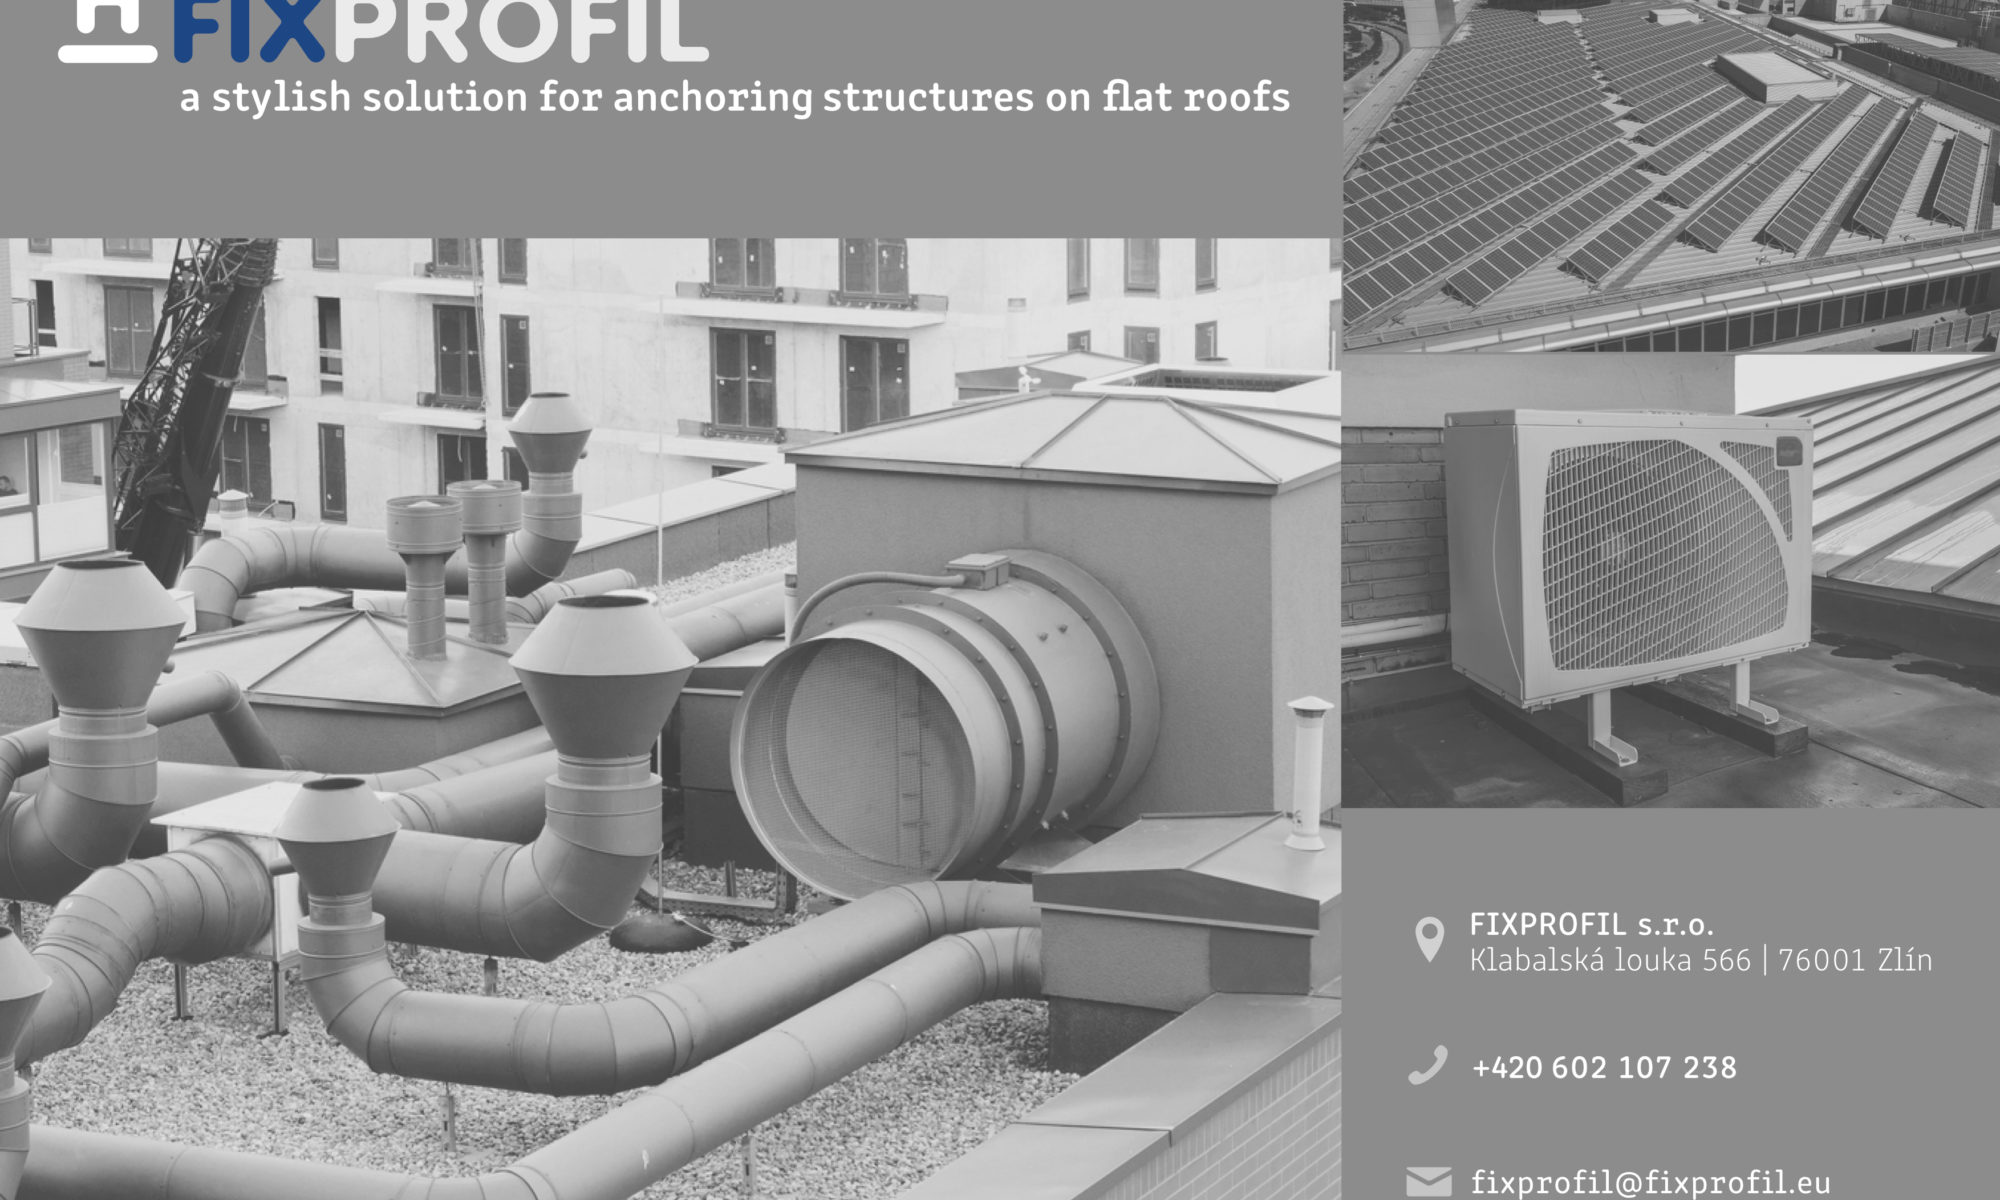 FIXPROFIL
a stylish solution for anchoring structures on flat roofs
FIXPROFIL s.r.o.
Klabalská louka 566 | 76001 Zlín
+420 602 107 238
fixprofil@fixprofil.eu